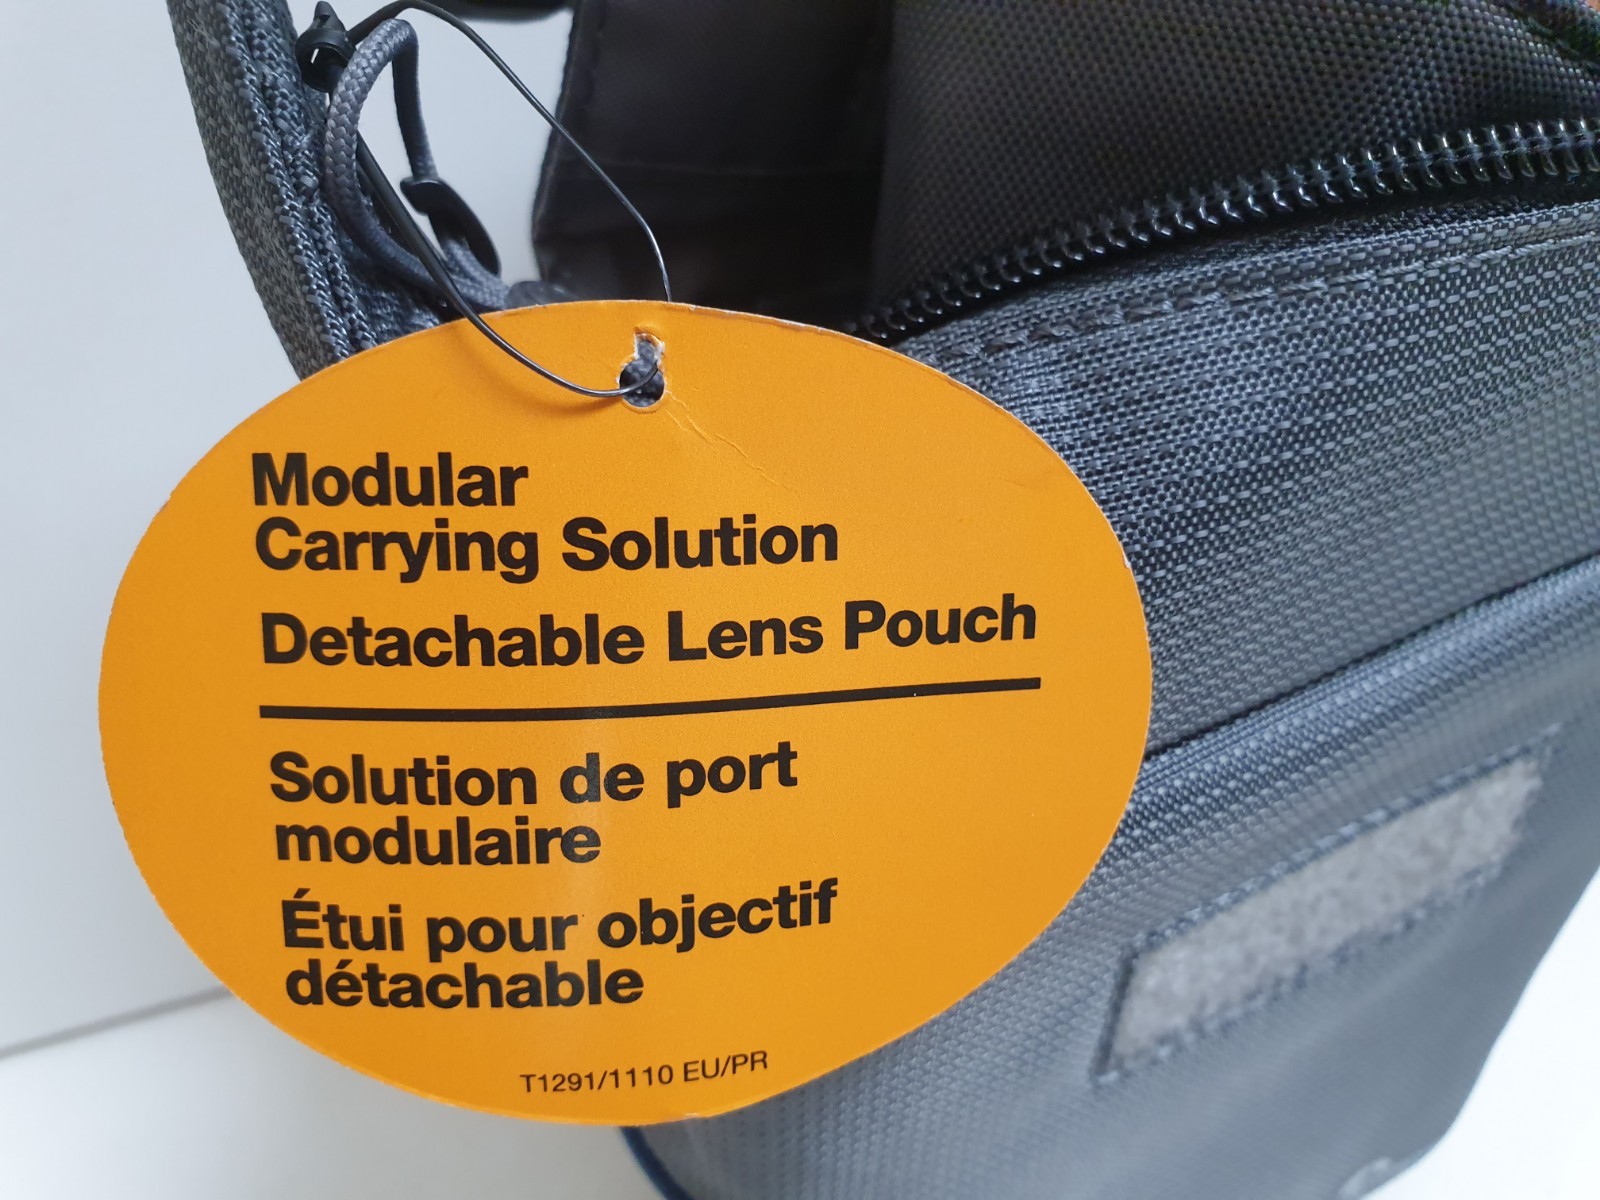 Modular
Carrying Solution
Detachable Lens Pouch
Solution de port
modulaire
Étui pour objectif
détachable
T1291/1110 EU/PR